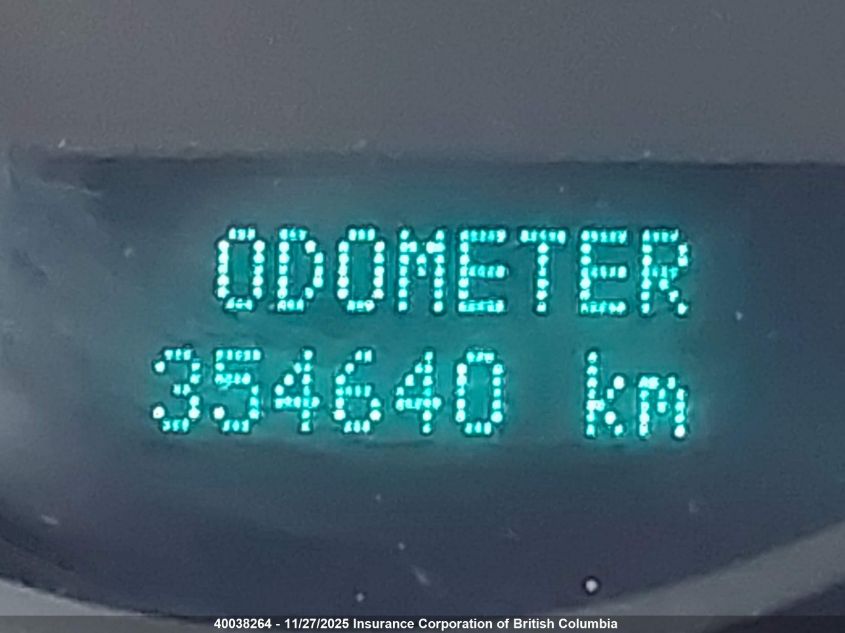 ODOMETER
354640 km
40038264 - 11/27/2025 Insurance Corporation of British Columbia